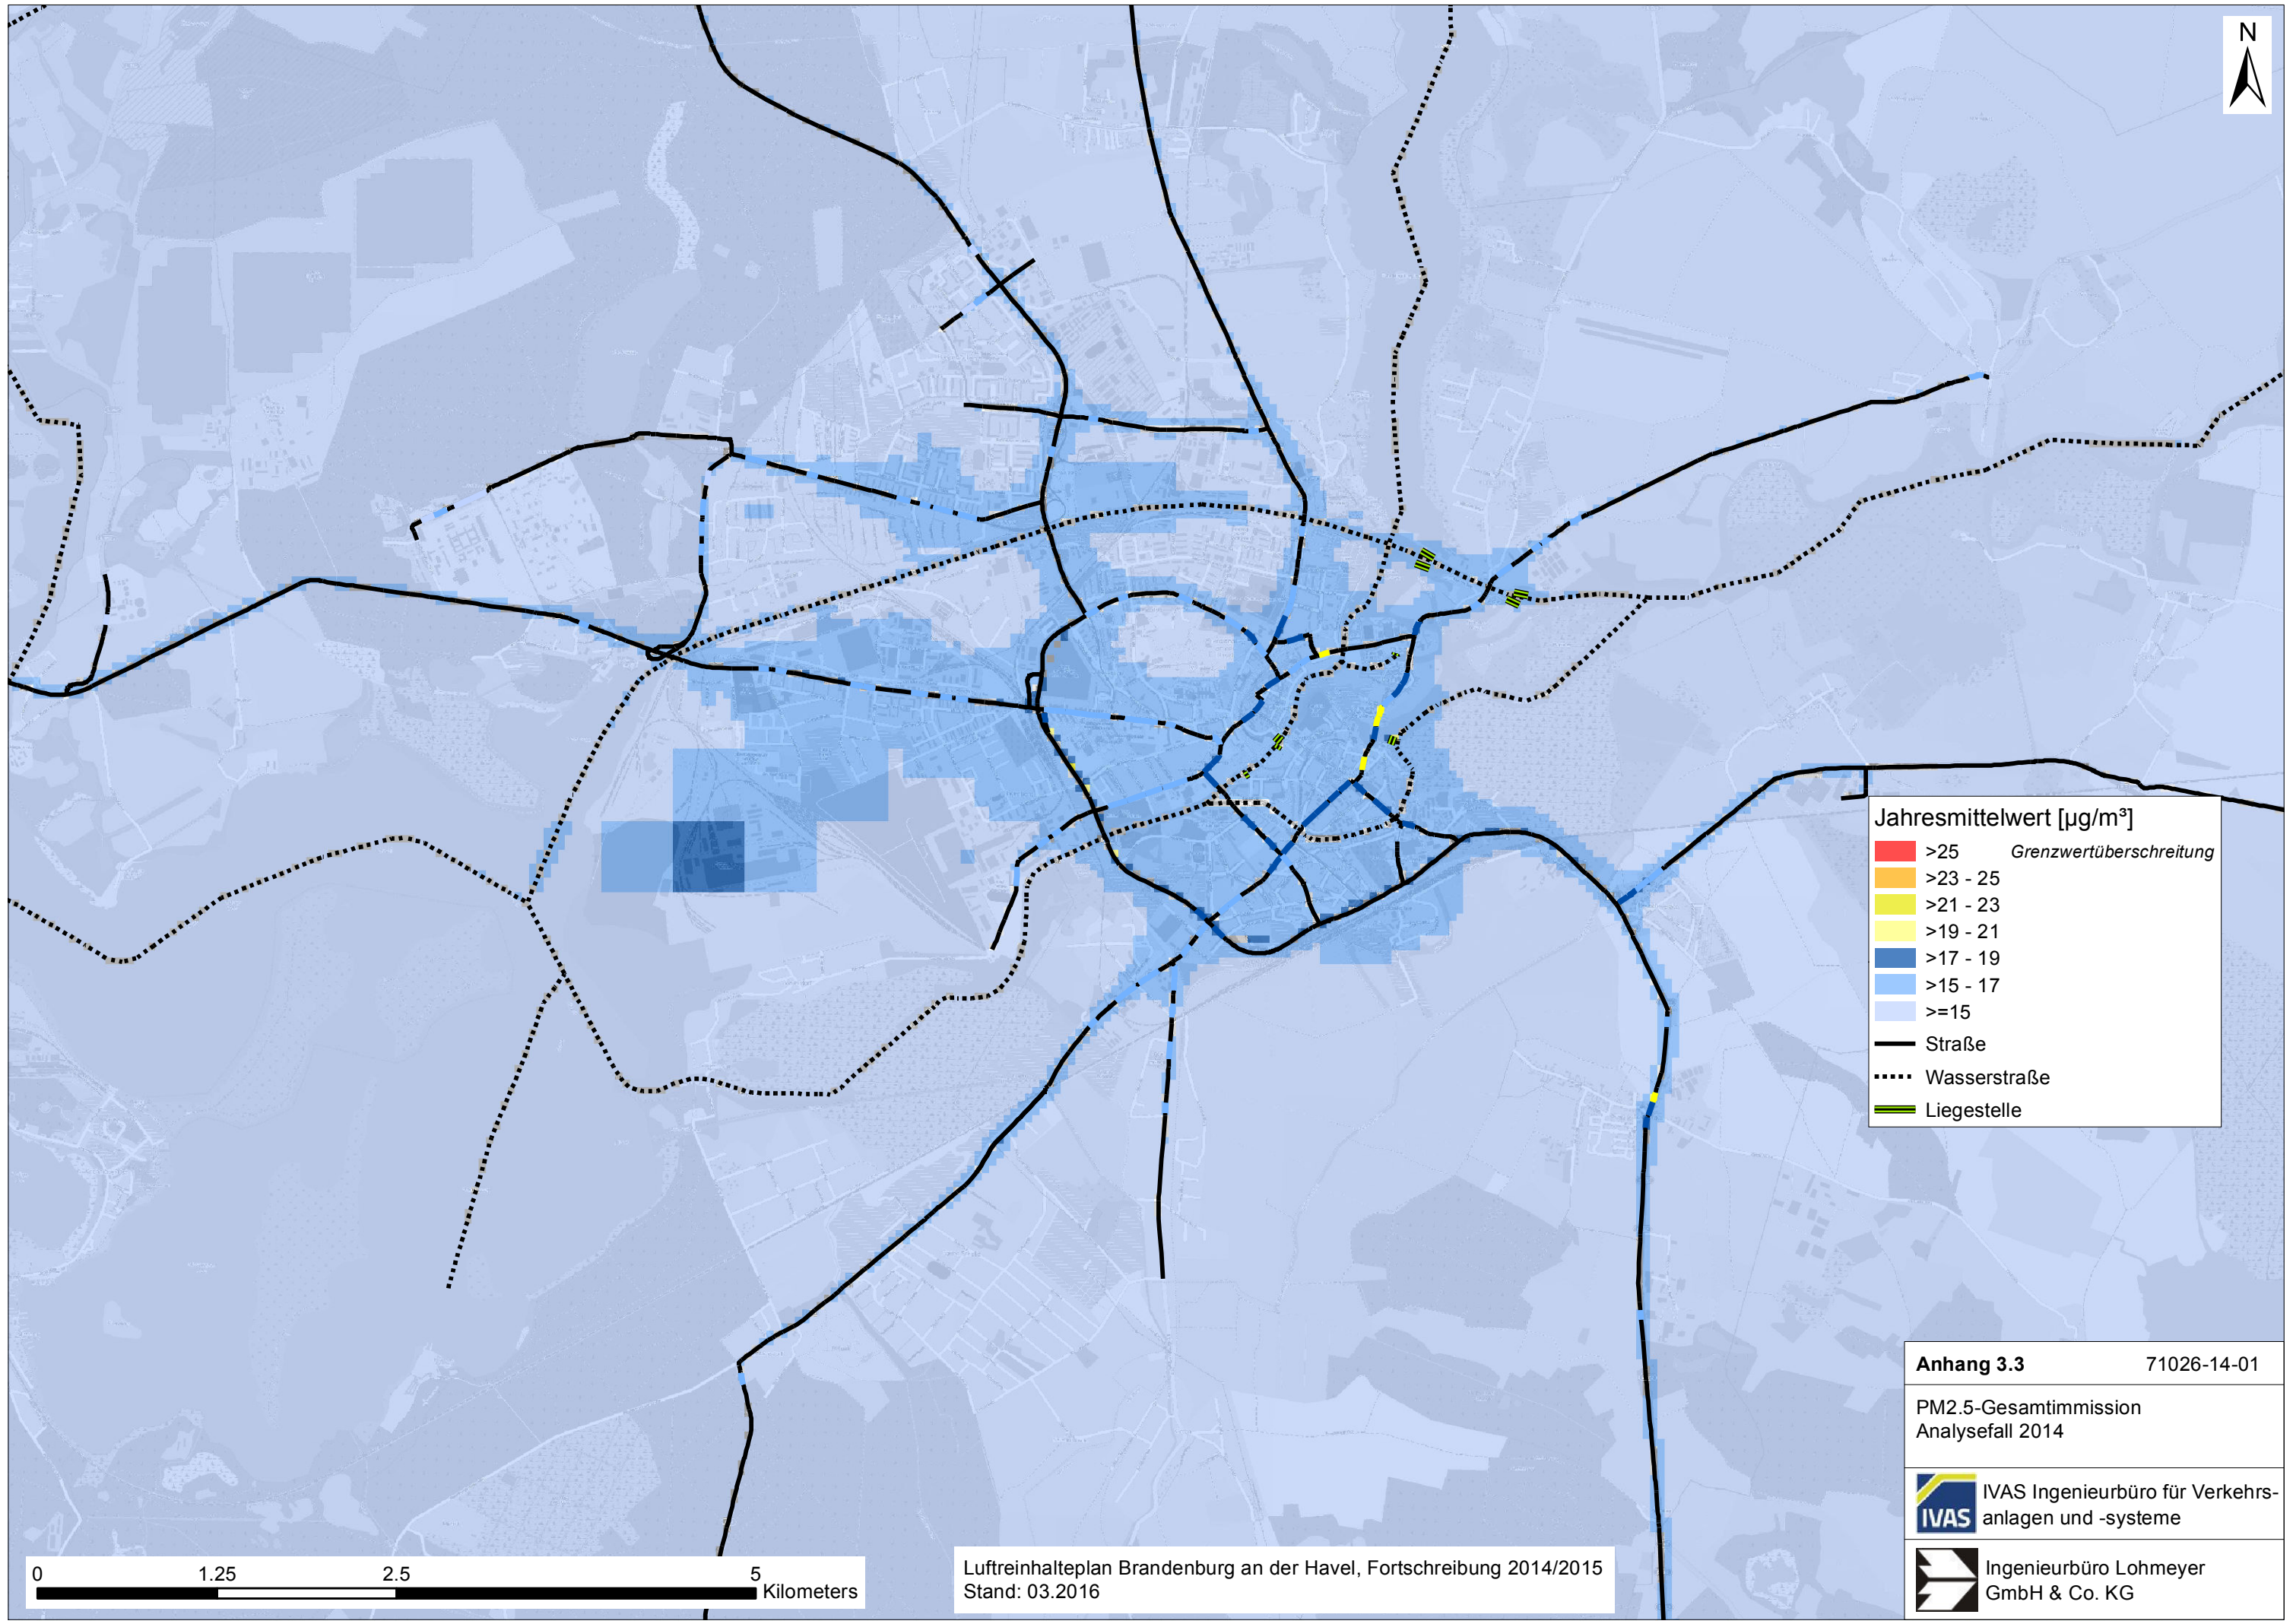 N
Jahresmittelwert [µg/m³]
>25 Grenzwertüberschreitung
>23 - 25
>21 - 23
>19 - 21
>17 - 19
>15 - 17
>=15
Straße
Wasserstraße
Liegestelle
Anhang 3.3 71026-14-01
PM2.5-Gesamtimmission
Analysefall 2014
IVAS
IVAS Ingenieurbüro für Verkehrs-
anlagen und -systeme
Ingenieurbüro Lohmeyer
GmbH & Co. KG
0 1.25 2.5 5
Kilometers
Luftreinhalteplan Brandenburg an der Havel, Fortschreibung 2014/2015
Stand: 03.2016